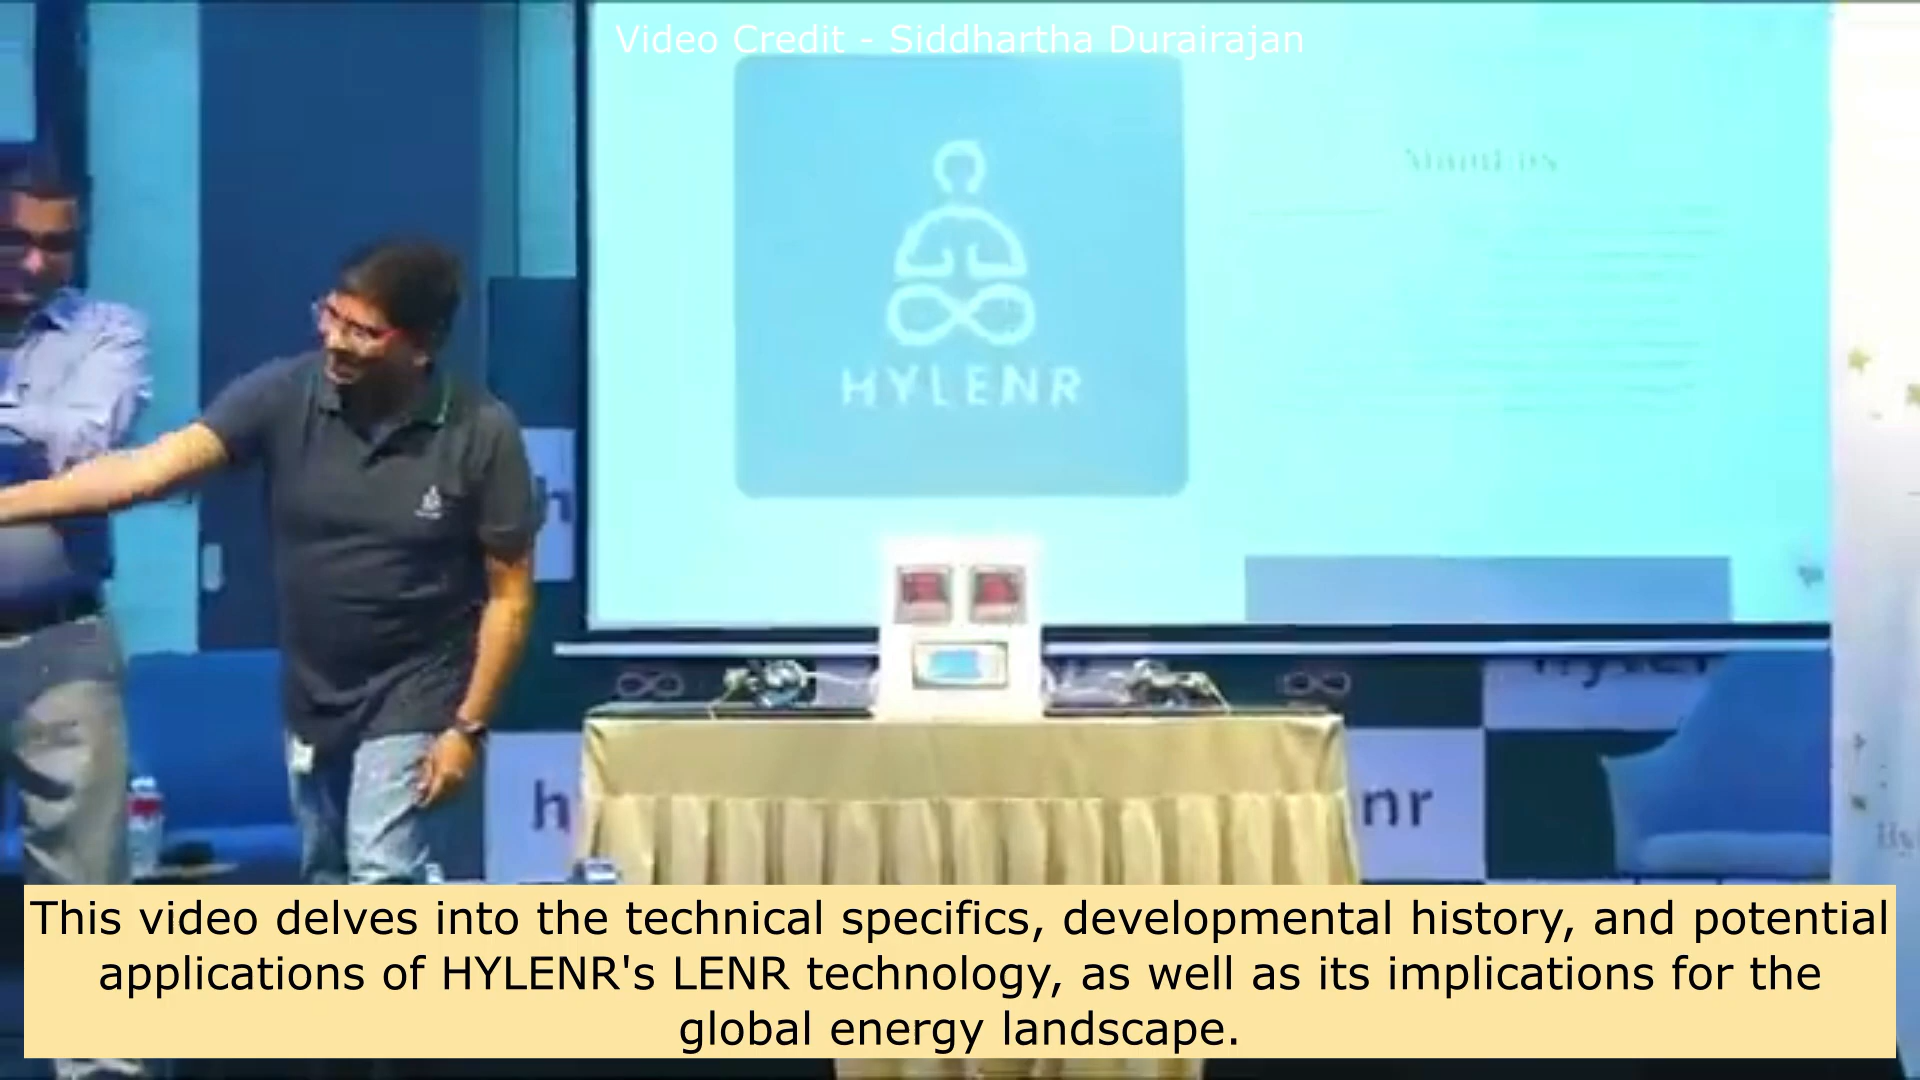 Video Credit - Siddhartha Durairajan
HYLENR
h
h
nr
This video delves into the technical specifics, developmental history, and potential
applications of HYLENR's LENR technology, as well as its implications for the
global energy landscape.